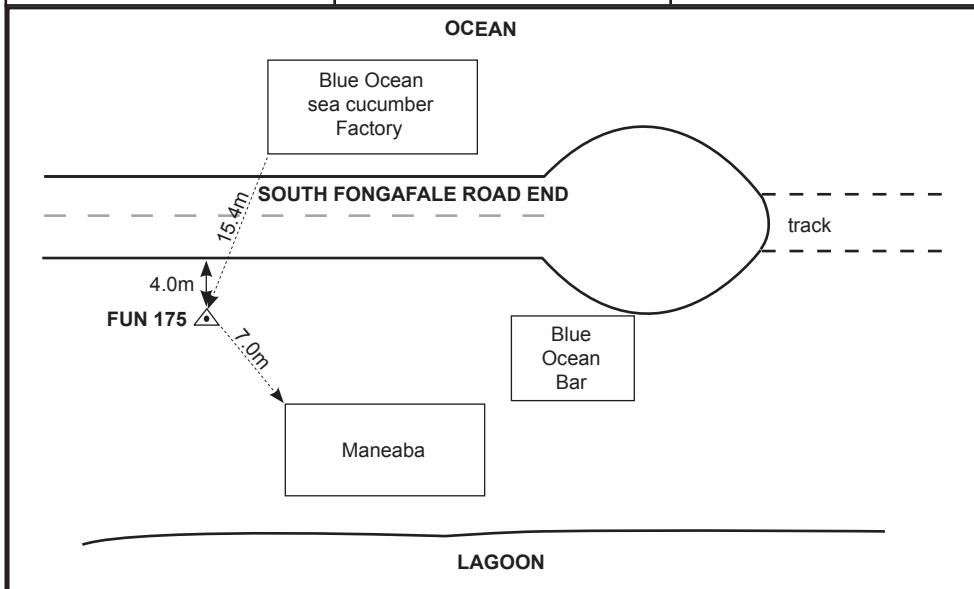 OCEAN
Blue Ocean
sea cucumber
Factory
SOUTH FONGAFALE ROAD END
15.4m
track
4.0m
FUN 175
7.0m
Blue
Ocean
Bar
Maneaba
LAGOON